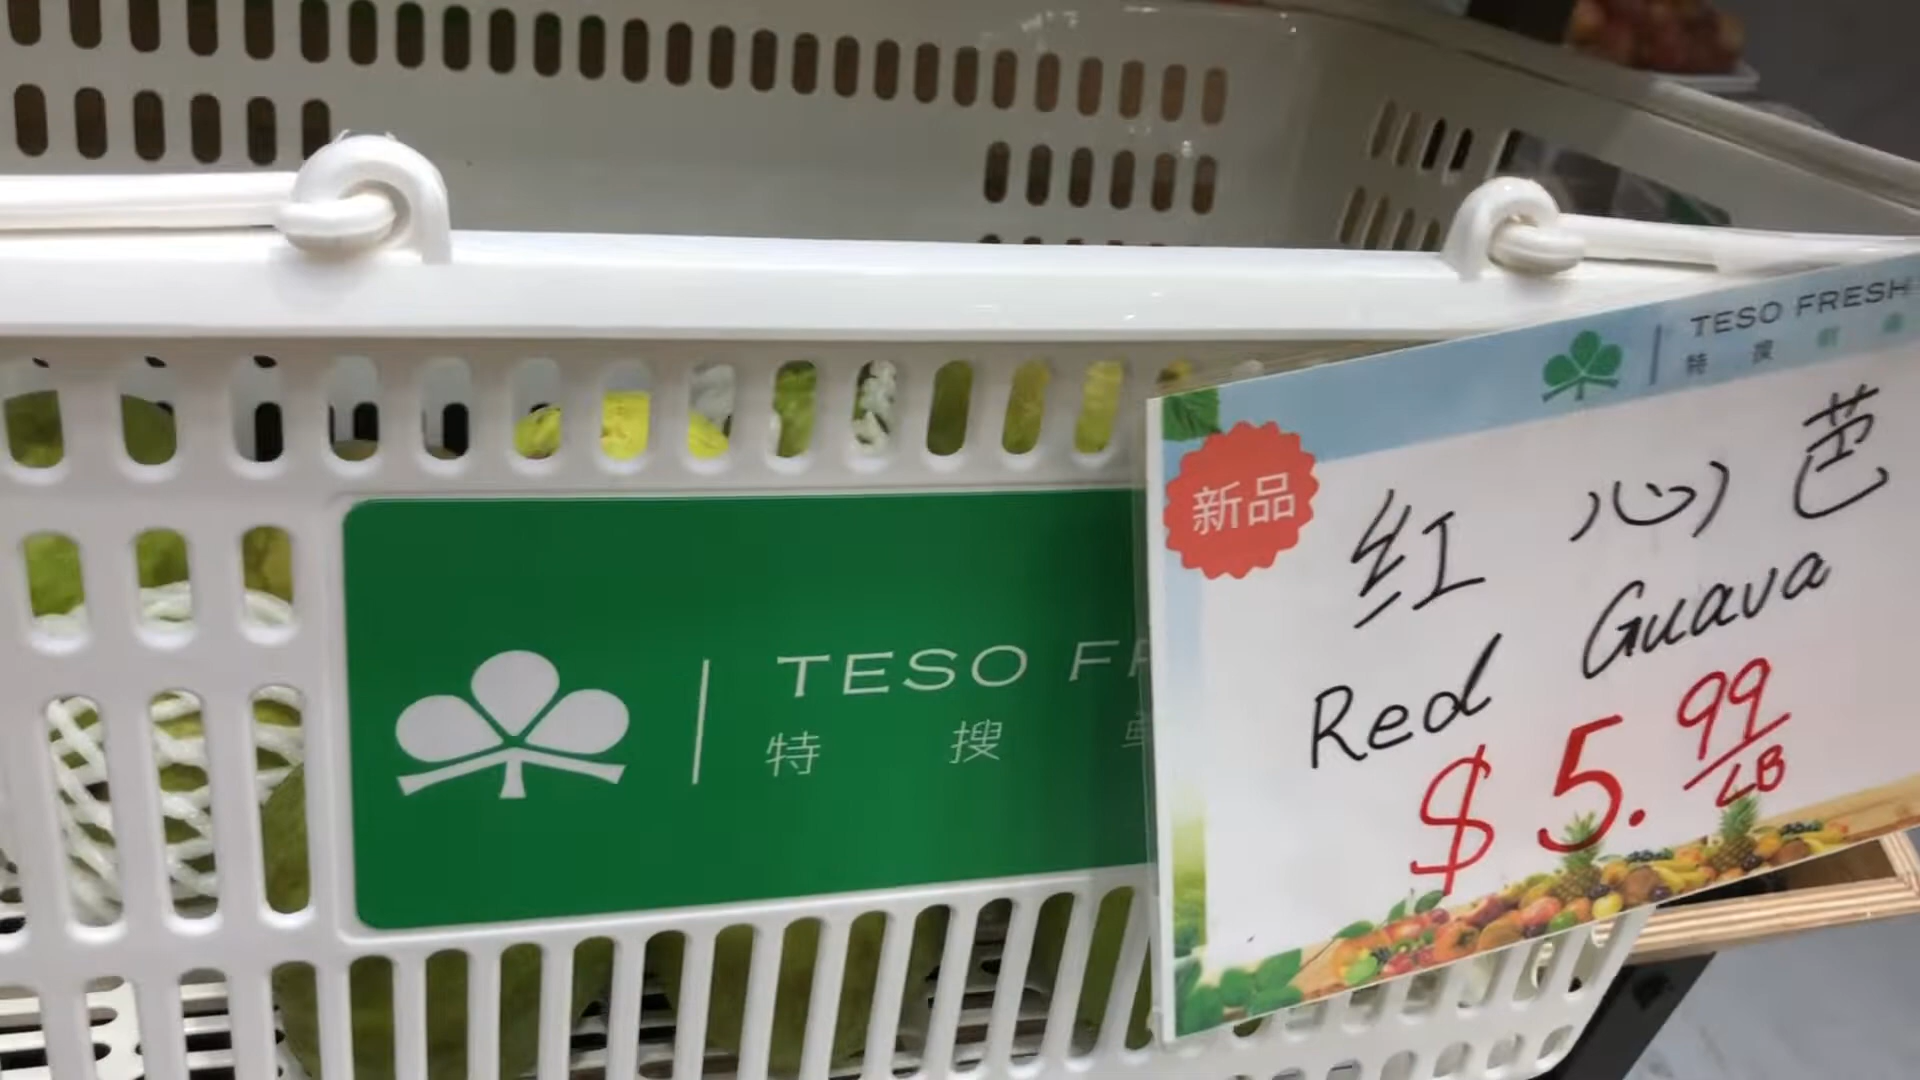 TESO FRESH
特 搜
新品
红 心 芭
Red Guava
$5.99
LB
TESO
特 搜